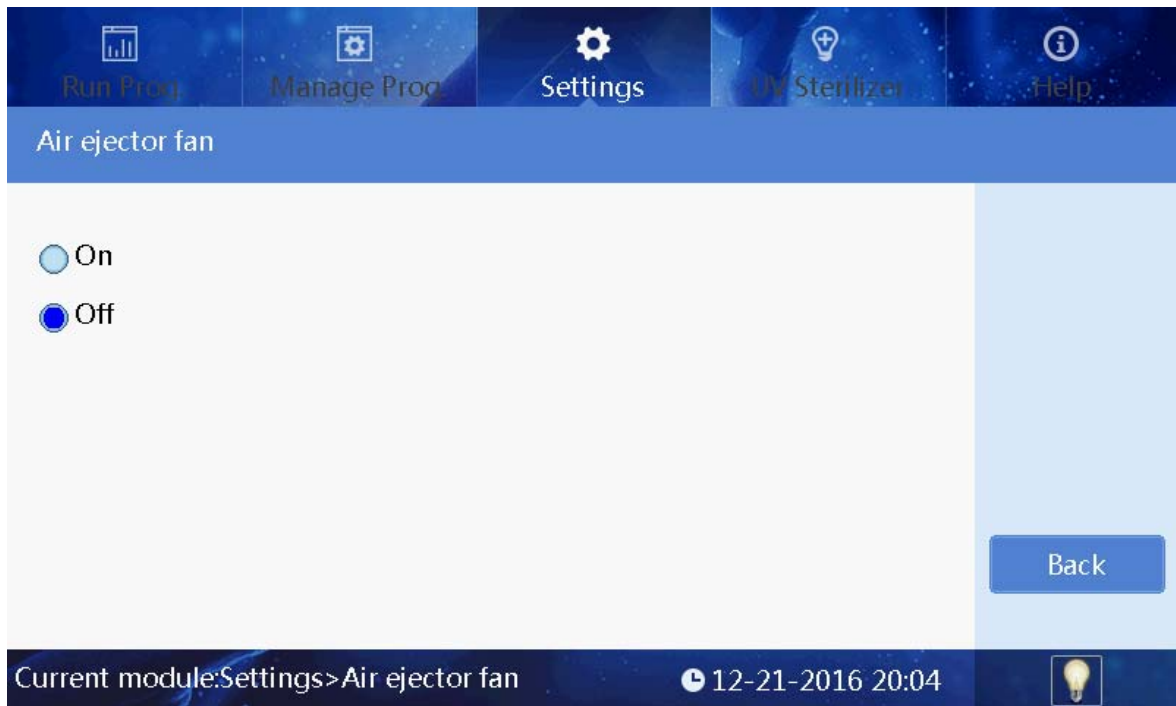 Run Prog.
Manage Prog.
Settings
UV Sterilizer
Help
Air ejector fan
On
Off
Back
Current module:Settings>Air ejector fan
12-21-2016 20:04